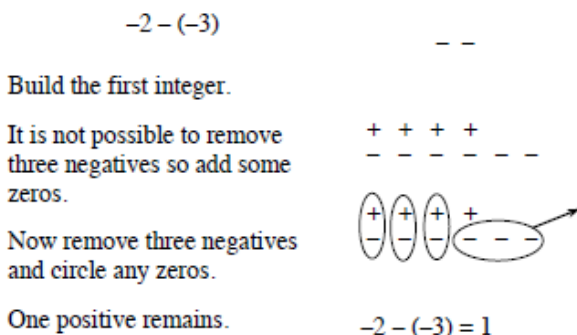 –2 – (–3)
– –
Build the first integer.
It is not possible to remove
three negatives so add some
zeros.
+ + + +
– – – – – –
Now remove three negatives
and circle any zeros.
+ + + +
– – – – – –
One positive remains.
–2 – (–3) = 1